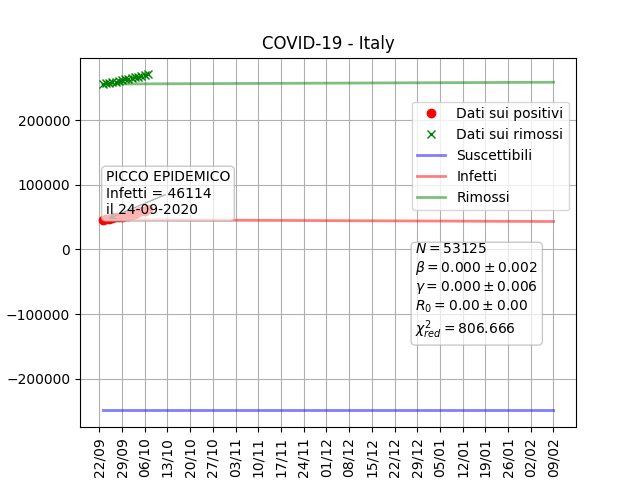 COVID-19 - Italy
200000
100000
0
−100000
−200000
PICCO EPIDEMICO
Infetti = 46114
il 24-09-2020
Dati sui positivi
Dati sui rimossi
Suscettibili
Infetti
Rimossi
N = 53125
β = 0.000 ± 0.002
γ = 0.000 ± 0.006
R₀ = 0.00 ± 0.00
χ²red = 806.666
22/09
29/09
06/10
13/10
20/10
27/10
03/11
10/11
17/11
24/11
01/12
08/12
15/12
22/12
29/12
05/01
12/01
19/01
26/01
02/02
09/02